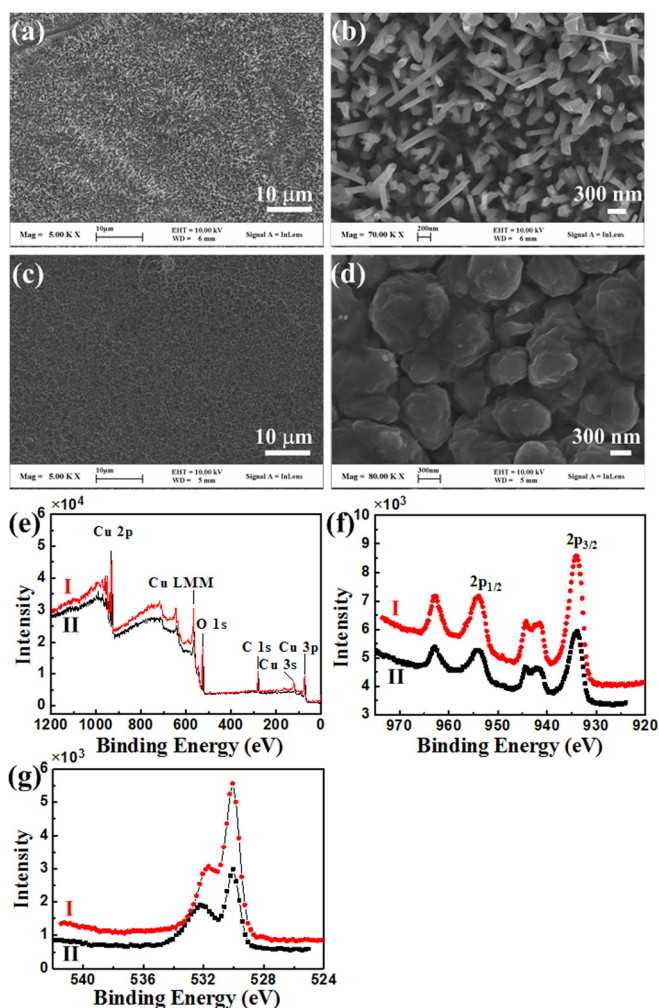 (a)
10 μm
Mag = 5.00 K X 10μm EHT = 10.00 kV WD = 6 mm Signal A = InLens
(b)
300 nm
Mag = 70.00 K X 200nm EHT = 10.00 kV WD = 6 mm Signal A = InLens
(c)
10 μm
Mag = 5.00 K X 10μm EHT = 10.00 kV WD = 5 mm Signal A = InLens
(d)
300 nm
Mag = 80.00 K X 300nm EHT = 10.00 kV WD = 5 mm Signal A = InLens
(e)
×10⁴
6
5
4
3
2
1
0
Intensity
I
II
Cu 2p
Cu LMM
O 1s
C 1s
Cu 3s
Cu 3p
1200 1000 800 600 400 200 0
Binding Energy (eV)
(f)
×10³
10
9
8
7
6
5
4
3
Intensity
I
II
2p1/2
2p3/2
970 960 950 940 930 920
Binding Energy (eV)
(g)
×10³
6
5
4
3
2
1
0
Intensity
I
II
540 536 532 528 524
Binding Energy (eV)